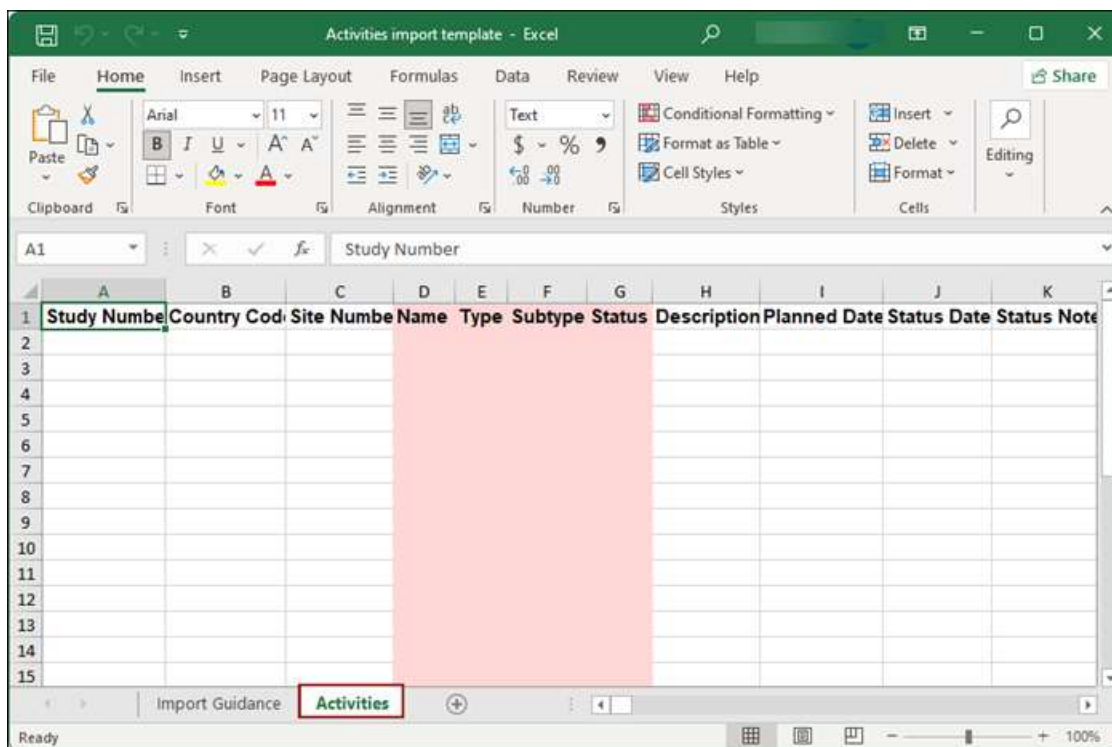 Activities import template - Excel
File Home Insert Page Layout Formulas Data Review View Help Share
Arial 11 ab Text Conditional Formatting Insert
Paste B I U A A $ % 9 Format as Table Delete Editing
A Cell Styles Format
Clipboard Font Alignment Number Styles Cells
A1 fx Study Number
A B C D E F G H I J K
1 Study Numbe Country Cod Site Numbe Name Type Subtype Status Description Planned Date Status Date Status Note
2
3
4
5
6
7
8
9
10
11
12
13
14
15
Import Guidance Activities
Ready 100%